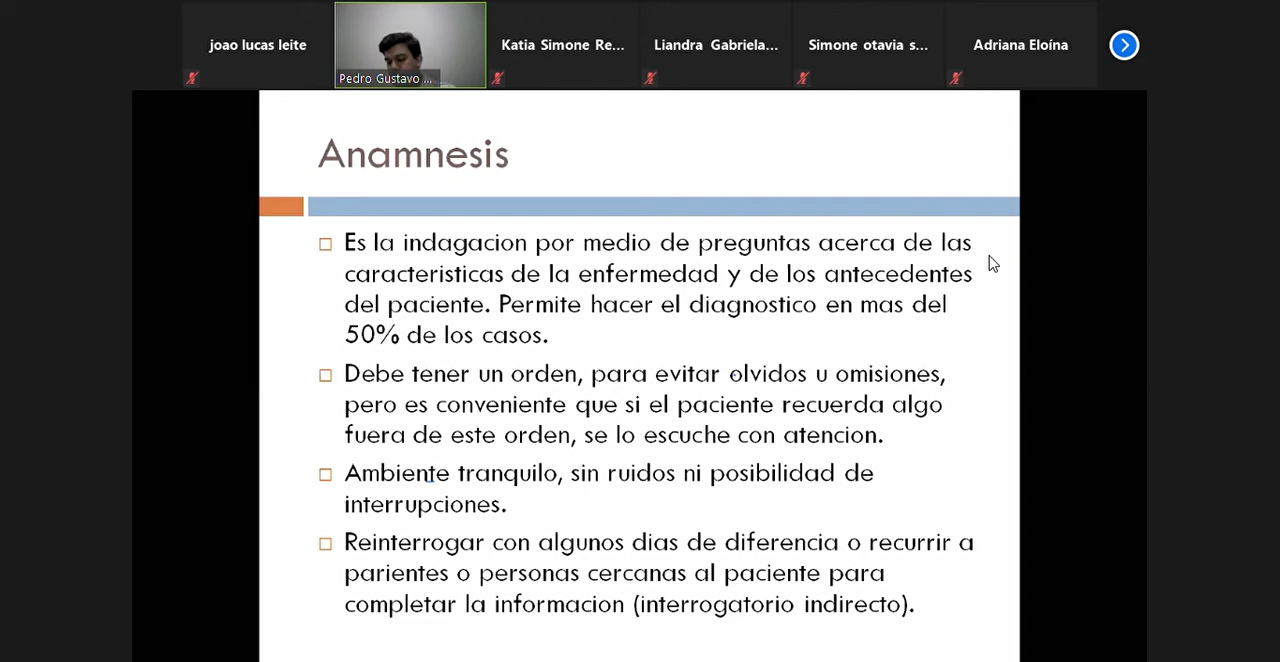 joao lucas leite
Pedro Gustavo ...
Katia Simone Re...
Liandra Gabriela...
Simone otavia s...
Adriana Eloína
Anamnesis
Es la indagacion por medio de preguntas acerca de las
caracteristicas de la enfermedad y de los antecedentes
del paciente. Permite hacer el diagnostico en mas del
50% de los casos.
Debe tener un orden, para evitar olvidos u omisiones,
pero es conveniente que si el paciente recuerda algo
fuera de este orden, se lo escuche con atencion.
Ambiente tranquilo, sin ruidos ni posibilidad de
interrupciones.
Reinterrogar con algunos dias de diferencia o recurrir a
parientes o personas cercanas al paciente para
completar la informacion (interrogatorio indirecto).